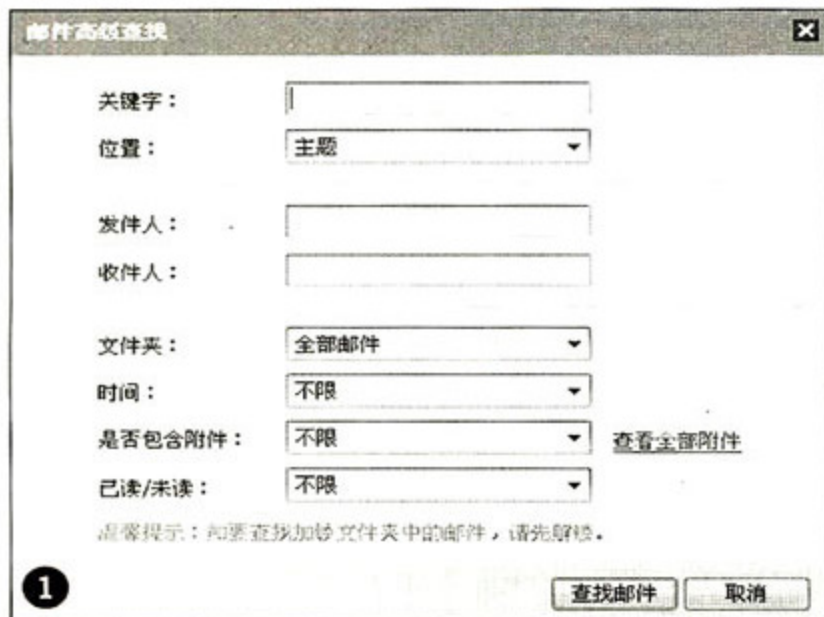 邮件高级查找
关键字：
位置： 主题
发件人：
收件人：
文件夹： 全部邮件
时间： 不限
是否包含附件： 不限 查看全部附件
已读/未读： 不限
温馨提示：如要查找加锁文件夹中的邮件，请先解锁。
1
查找邮件 取消